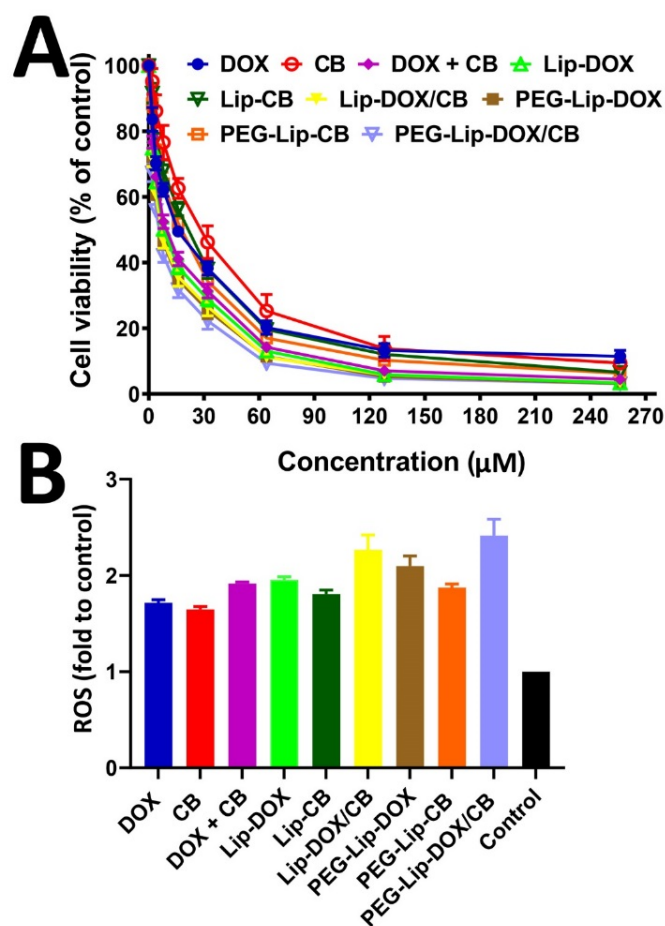 A
DOX CB DOX + CB Lip-DOX
Lip-CB Lip-DOX/CB PEG-Lip-DOX
PEG-Lip-CB PEG-Lip-DOX/CB
Cell viability (% of control)
100
80
60
40
20
0
0 30 60 90 120 150 180 210 240 270
Concentration (μM)
B
ROS (fold to control)
3
2
1
0
DOX
CB
DOX + CB
Lip-DOX
Lip-CB
Lip-DOX/CB
PEG-Lip-DOX
PEG-Lip-CB
PEG-Lip-DOX/CB
Control